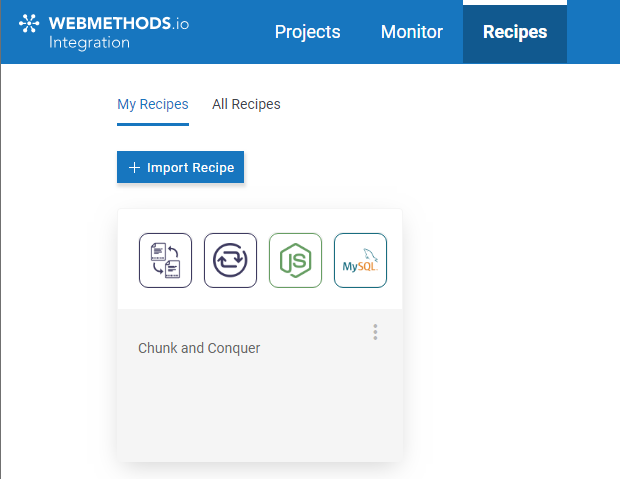 WEBMETHODS.io
Integration
Projects
Monitor
Recipes
My Recipes
All Recipes
+ Import Recipe
JS
MySQL
Chunk and Conquer